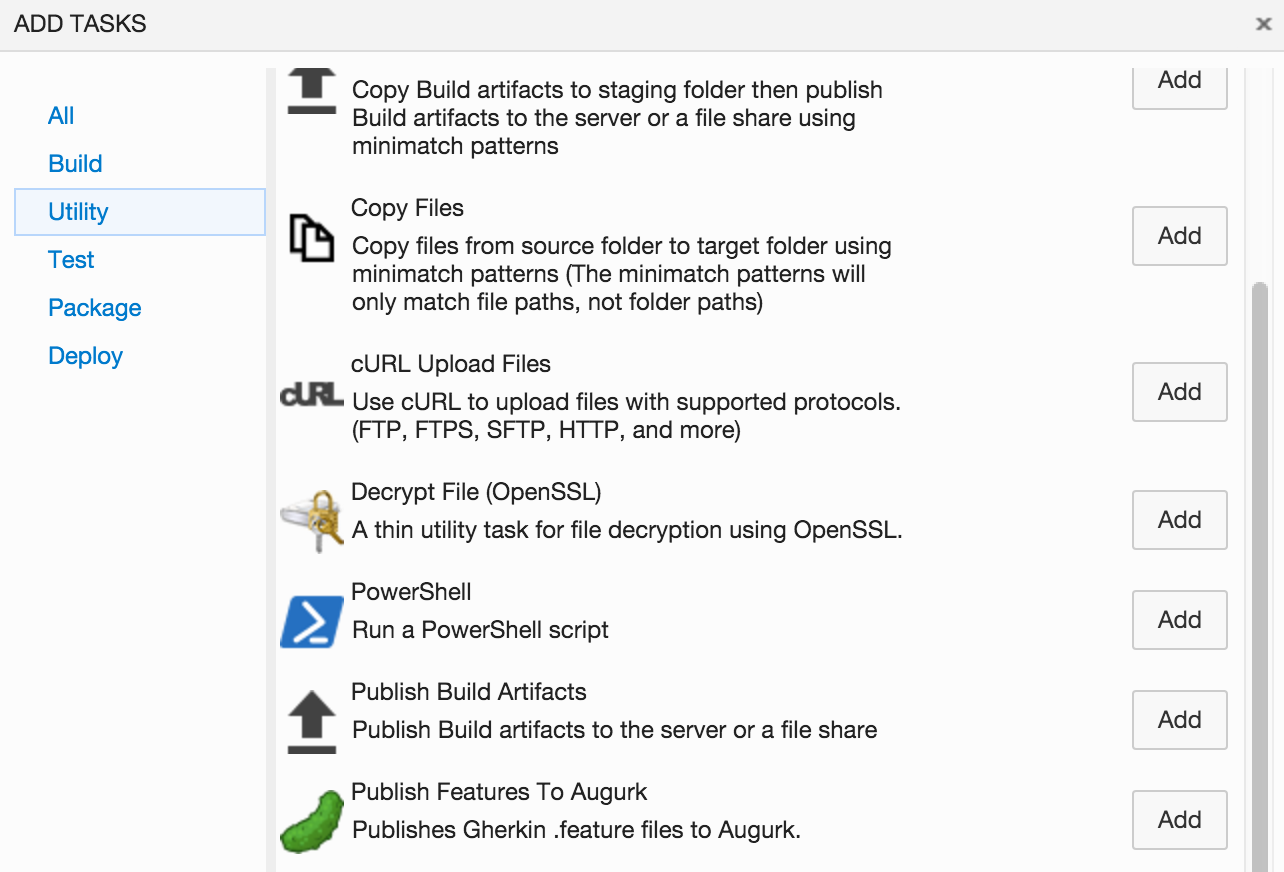 ADD TASKS
All
Build
Utility
Test
Package
Deploy
Copy Build artifacts to staging folder then publish
Build artifacts to the server or a file share using
minimatch patterns
Add
Copy Files
Copy files from source folder to target folder using
minimatch patterns (The minimatch patterns will
only match file paths, not folder paths)
Add
cURL
cURL Upload Files
Use cURL to upload files with supported protocols.
(FTP, FTPS, SFTP, HTTP, and more)
Add
Decrypt File (OpenSSL)
A thin utility task for file decryption using OpenSSL.
Add
PowerShell
Run a PowerShell script
Add
Publish Build Artifacts
Publish Build artifacts to the server or a file share
Add
Publish Features To Augurk
Publishes Gherkin .feature files to Augurk.
Add